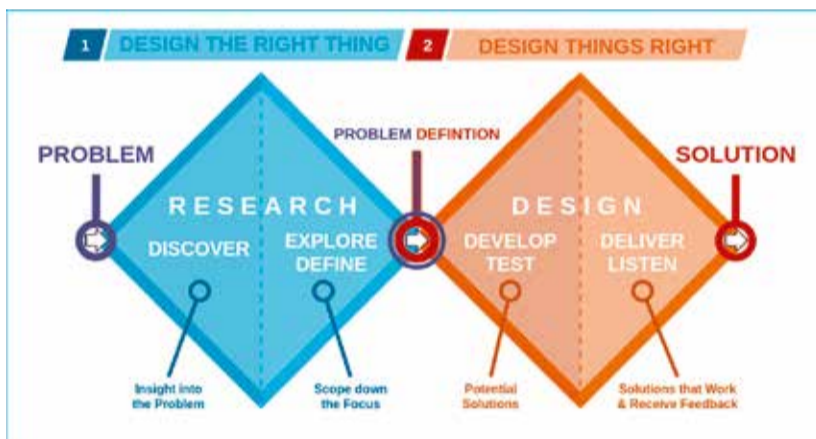 1 DESIGN THE RIGHT THING 2 DESIGN THINGS RIGHT
PROBLEM
PROBLEM DEFINTION
SOLUTION
RESEARCH
DISCOVER
EXPLORE
DEFINE
DESIGN
DEVELOP
TEST
DELIVER
LISTEN
Insight into
the Problem
Scope down
the Focus
Potential
Solutions
Solutions that Work
& Receive Feedback